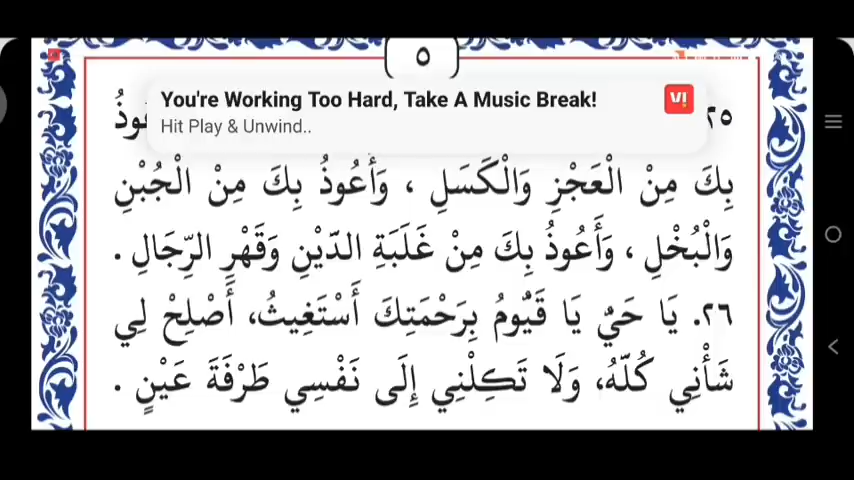 ٥
You're Working Too Hard, Take A Music Break!
Hit Play & Unwind..
VI
٢٥
بِكَ مِنْ الْعَجْزِ وَالْكَسَلِ ، وَأَعُوذُ بِكَ مِنْ الْجُبْنِ
وَالْبُخْلِ ، وَأَعُوذُ بِكَ مِنْ غَلَبَةِ الدَّيْنِ وَقَهْرِ الرِّجَالِ .
٢٦. يَا حَيُّ يَا قَيُّومُ بِرَحْمَتِكَ أَسْتَغِيثُ، أَصْلِحْ لِي
شَأْنِي كُلَّهُ، وَلَا تَكِلْنِي إِلَى نَفْسِي طَرْفَةَ عَيْنٍ .